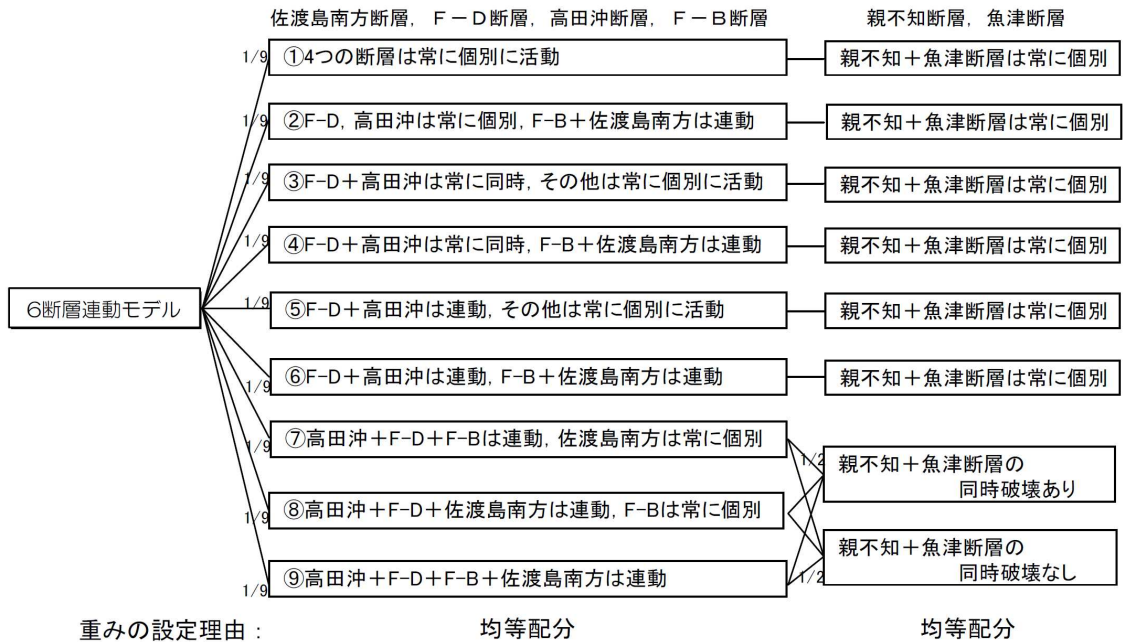 佐渡島南方断層, F－D断層, 高田沖断層, F－B断層
親不知断層, 魚津断層
1/9
①4つの断層は常に個別に活動
親不知＋魚津断層は常に個別
1/9
②F-D, 高田沖は常に個別, F-B＋佐渡島南方は連動
親不知＋魚津断層は常に個別
1/9
③F-D＋高田沖は常に同時, その他は常に個別に活動
親不知＋魚津断層は常に個別
1/9
④F-D＋高田沖は常に同時, F-B＋佐渡島南方は連動
親不知＋魚津断層は常に個別
6断層連動モデル
1/9
⑤F-D＋高田沖は連動, その他は常に個別に活動
親不知＋魚津断層は常に個別
1/9
⑥F-D＋高田沖は連動, F-B＋佐渡島南方は連動
親不知＋魚津断層は常に個別
1/9
⑦高田沖＋F-D＋F-Bは連動, 佐渡島南方は常に個別
1/2
親不知＋魚津断層の
同時破壊あり
1/9
⑧高田沖＋F-D＋佐渡島南方は連動, F-Bは常に個別
親不知＋魚津断層の
同時破壊なし
1/2
1/9
⑨高田沖＋F-D＋F-B＋佐渡島南方は連動
重みの設定理由： 均等配分 均等配分